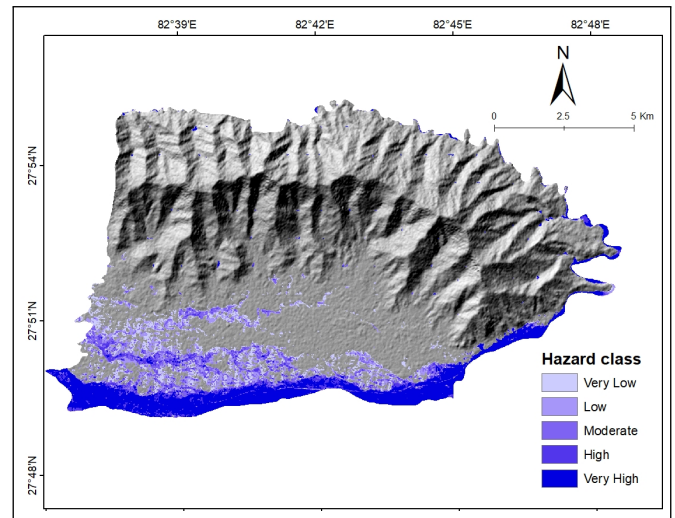 82°39'E 82°42'E 82°45'E 82°48'E
N
0 2.5 5 Km
27°54'N
27°51'N
27°48'N
Hazard class
Very Low
Low
Moderate
High
Very High